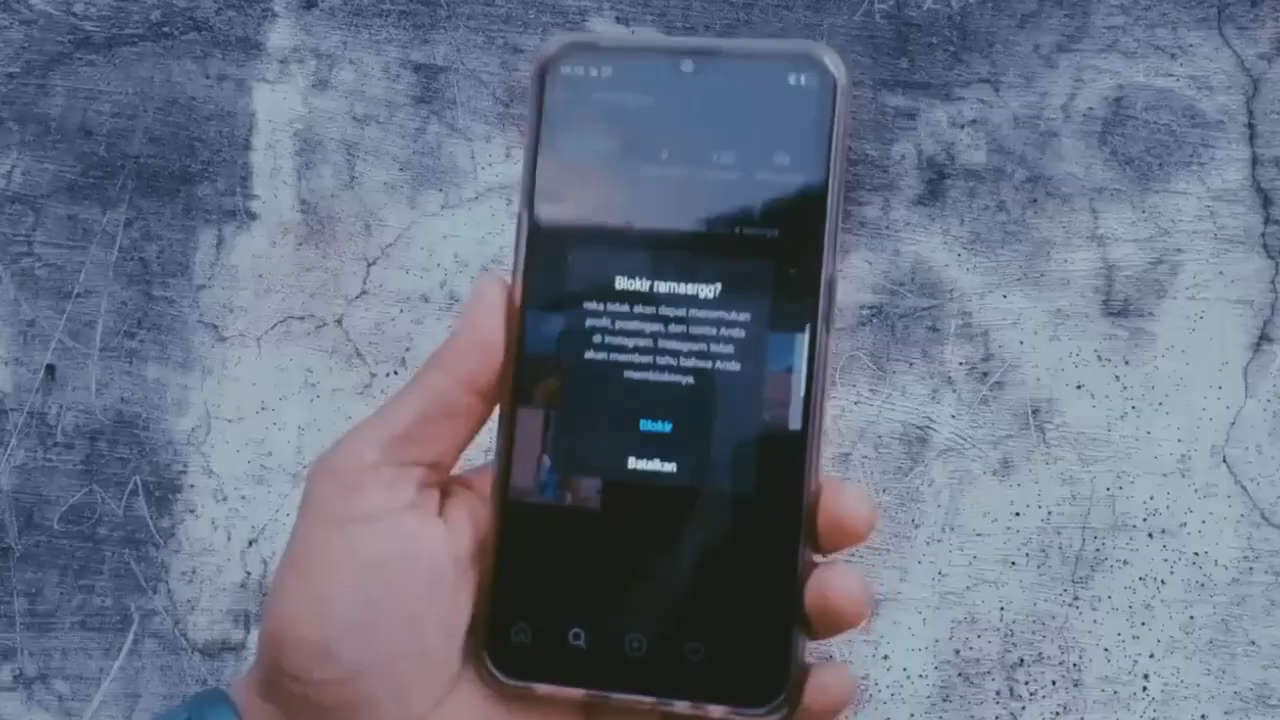 Blokir ramasrgg?
reka tidak akan dapat menemukan
profil, postingan, dan cerita Anda
di Instagram. Instagram tidak
akan memberi tahu bahwa Anda
memblokirnya.
Blokir
Batalkan